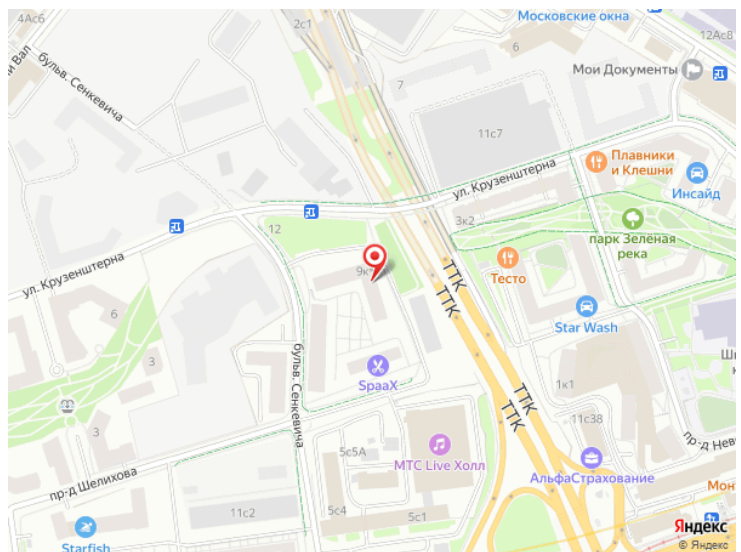 4Ас6
2с1
Московские окна
6
12Ас8
й Вал
бульв. Сенкевича
7
Мои Документы
11с7
ул. Крузенштерна
Плавники
и Клешни
Инсайд
3к2
парк Зелёная
река
12
9к
ТТК
ТТК
Тесто
ул. Крузенштерна
Star Wash
6
3
бульв. Сенкевича
SpaaX
1к1
3
ТТК
ТТК
11с38
пр-д Нев
5с5А
МТС Live Холл
АльфаСтрахование
пр-д Шелихова
11с2
5с4
5с1
Starfish
Яндекс
© Яндекс